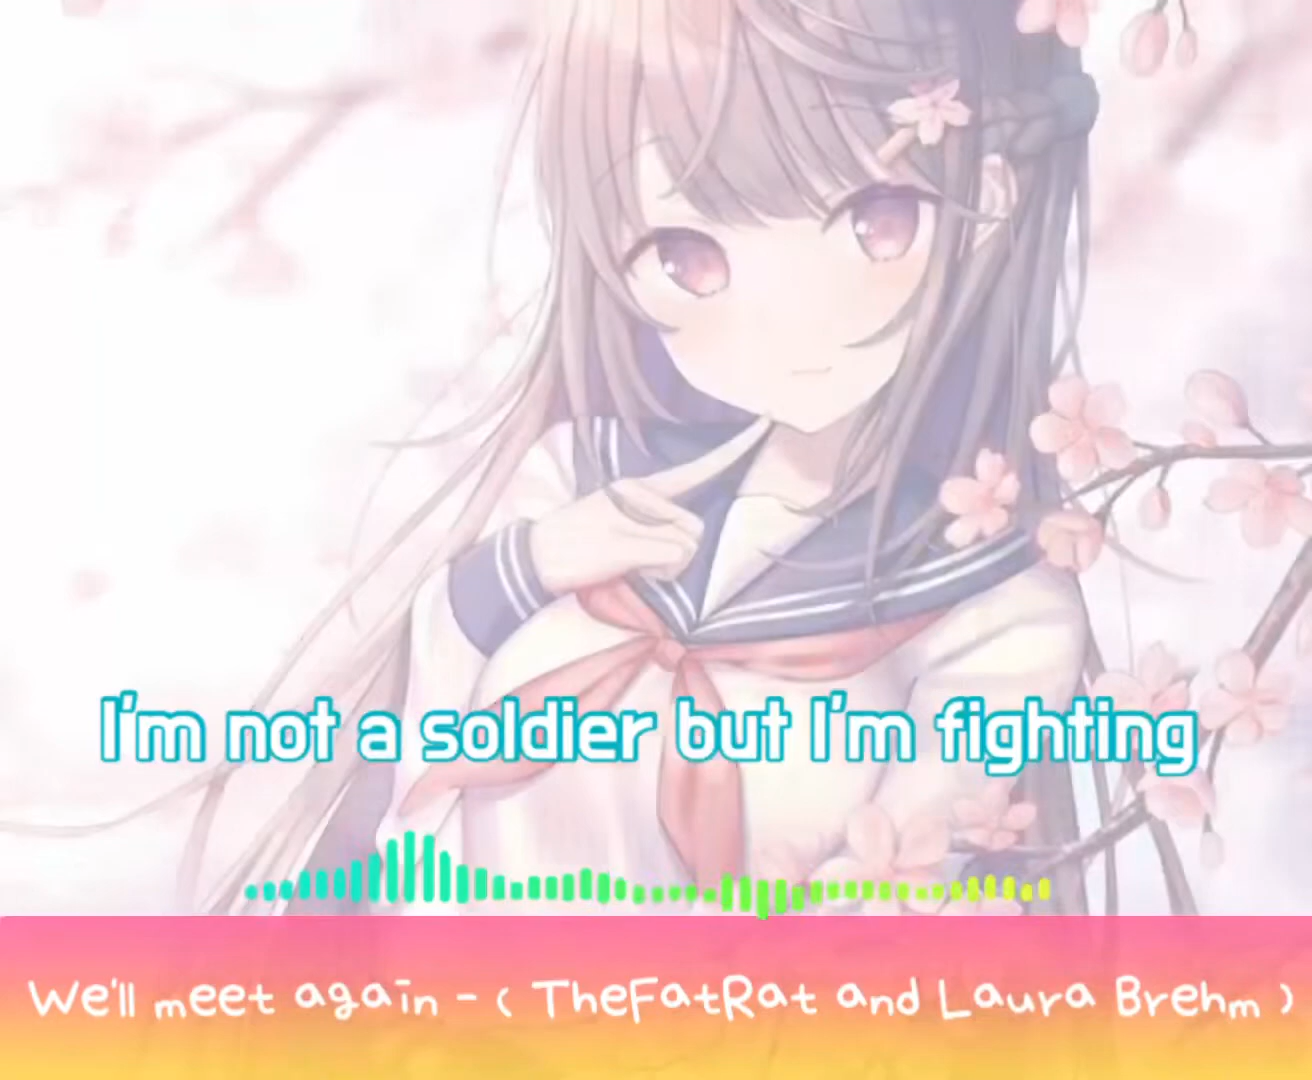 I'm not a soldier but I'm fighting
We'll meet again - ( TheFatRat and Laura Brehm )